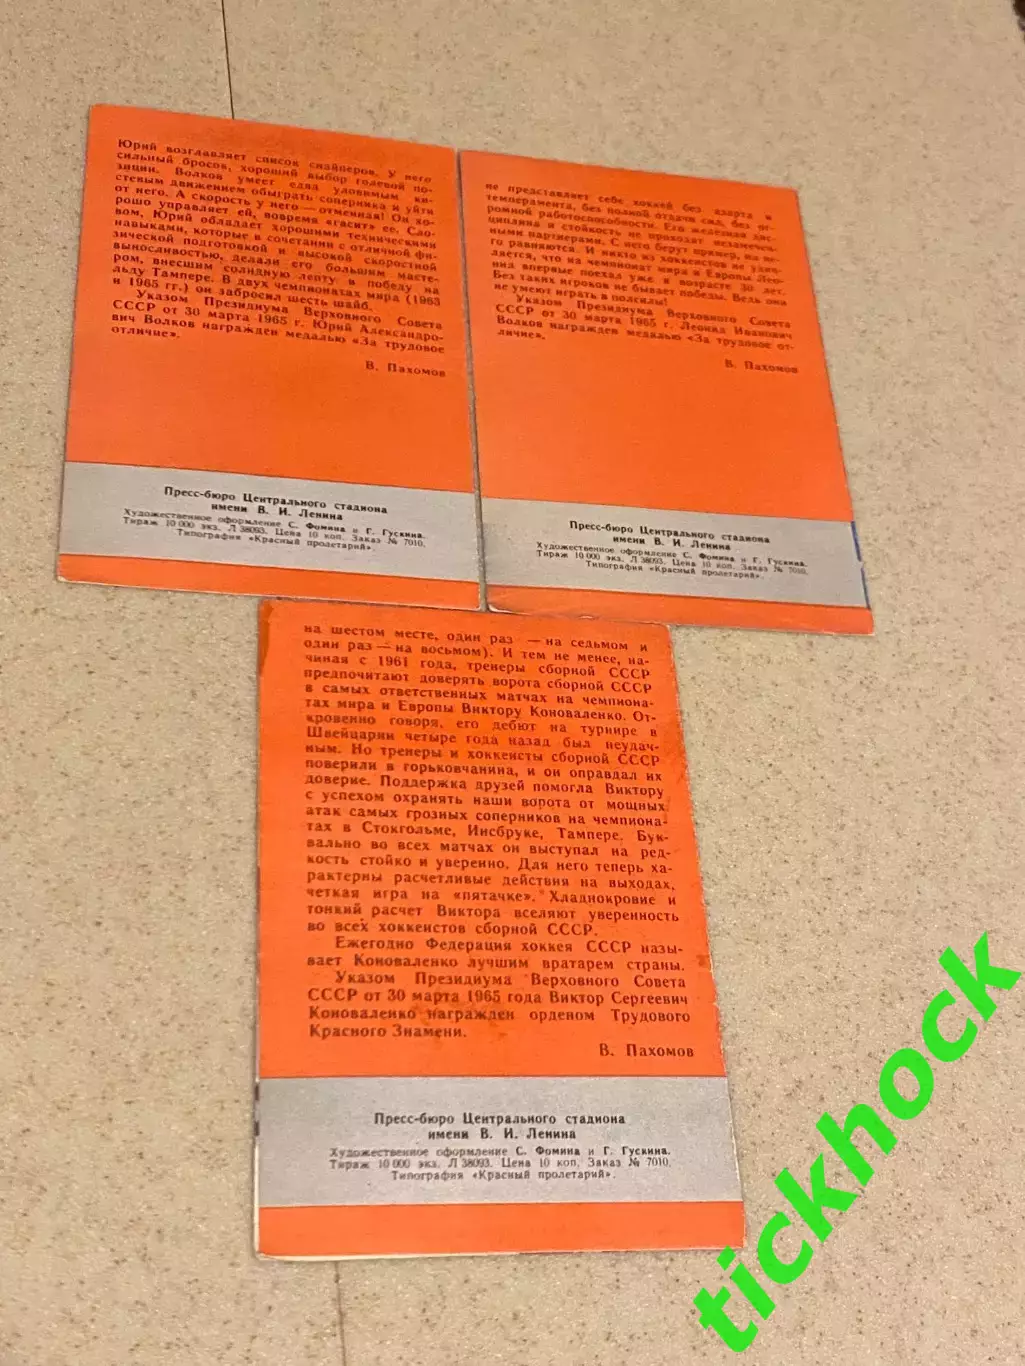 Юрий возглавляет список снайперов. У него
сильный бросок, хороший выбор голевой по-
зиции. Волков умеет едва уловимым ки-
стевым движением обыграть соперника и уйти
от него. А скорость у него — отменная! Он хо-
рошо управляет ей, вовремя «гасит» ее. Сло-
вом, Юрий обладает хорошими техническими
навыками, которые в сочетании с отличной фи-
зической подготовкой и высокой скоростной
выносливостью, делали его большим масте-
ром, внесшим солидную лепту в победу на
льду Тампере. В двух чемпионатах мира (1963
и 1965 гг.) он забросил шесть шайб.
Указом Президиума Верховного Совета
СССР от 30 марта 1965 г. Юрий Александро-
вич Волков награжден медалью «За трудовое
отличие».
В. Пахомов
Пресс-бюро Центрального стадиона
имени В. И. Ленина
Художественное оформление С. Фомина и Г. Гускина.
Тираж 10 000 экз. Л 38093. Цена 10 коп. Заказ № 7010.
Типография «Красный пролетарий».
не представляет себе хоккей без азарта и
темперамента, без полной отдачи сил, без ог-
ромной работоспособности. Его железная дис-
циплина и стойкость не проходят незамечен-
ными партнерами. С него берут пример, на не-
го равняются. И никто из хоккеистов не удив-
ляется, что на чемпионат мира и Европы Лео-
нид впервые поехал уже в возрасте 30 лет.
Без таких игроков не бывает победы. Ведь она
не умеют играть в полсилы!
Указом Президиума Верховного Совета
СССР от 30 марта 1965 г. Леонид Иванович
Волков награжден медалью «За трудовое от-
личие».
В. Пахомов
Пресс-бюро Центрального стадиона
имени В. И. Ленина
Художественное оформление С. Фомина и Г. Гускина.
Тираж 10 000 экз. Л 38093. Цена 10 коп. Заказ № 7010.
Типография «Красный пролетарий».
на шестом месте, один раз — на седьмом и
один раз — на восьмом). И тем не менее, на-
чиная с 1961 года, тренеры сборной СССР
предпочитают доверять ворота сборной СССР
в самых ответственных матчах на чемпиона-
тах мира и Европы Виктору Коноваленко. От-
кровенно говоря, его дебют на турнире в
Швейцарии четыре года назад был неудач-
ным. Но тренеры и хоккеисты сборной СССР
поверили в горьковчанина, и он оправдал их
доверие. Поддержка друзей помогла Виктору
с успехом охранять наши ворота от мощных
атак самых грозных соперников на чемпиона-
тах в Стокгольме, Инсбруке, Тампере. Бук-
вально во всех матчах он выступал на ред-
кость стойко и уверенно. Для него теперь ха-
рактерны расчетливые действия на выходах,
четкая игра на «пятачке». Хладнокровие и
тонкий расчет Виктора вселяют уверенность
во всех хоккеистов сборной СССР.
Ежегодно Федерация хоккея СССР назы-
вает Коноваленко лучшим вратарем страны.
Указом Президиума Верховного Совета
СССР от 30 марта 1965 года Виктор Сергеевич
Коноваленко награжден орденом Трудового
Красного Знамени.
В. Пахомов
Пресс-бюро Центрального стадиона
имени В. И. Ленина
Художественное оформление С. Фомина и Г. Гускина.
Тираж 10 000 экз. Л 38093. Цена 10 коп. Заказ № 7010.
Типография «Красный пролетарий».
tickhock